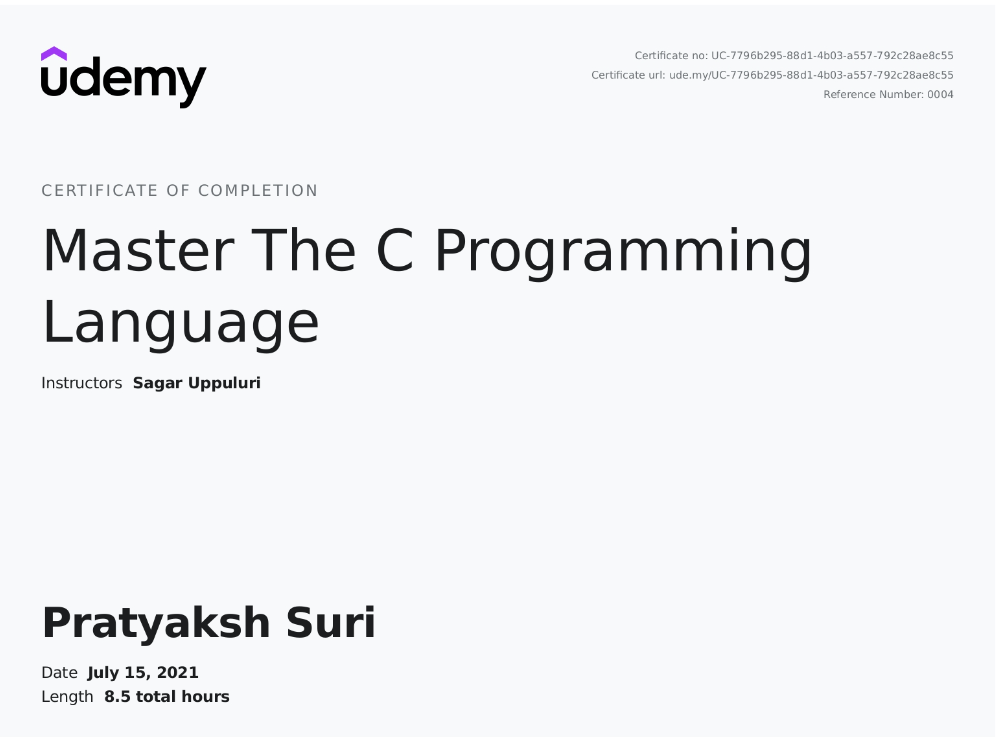 udemy
Certificate no: UC-7796b295-88d1-4b03-a557-792c28ae8c55
Certificate url: ude.my/UC-7796b295-88d1-4b03-a557-792c28ae8c55
Reference Number: 0004
CERTIFICATE OF COMPLETION
Master The C Programming
Language
Instructors Sagar Uppuluri
Pratyaksh Suri
Date July 15, 2021
Length 8.5 total hours